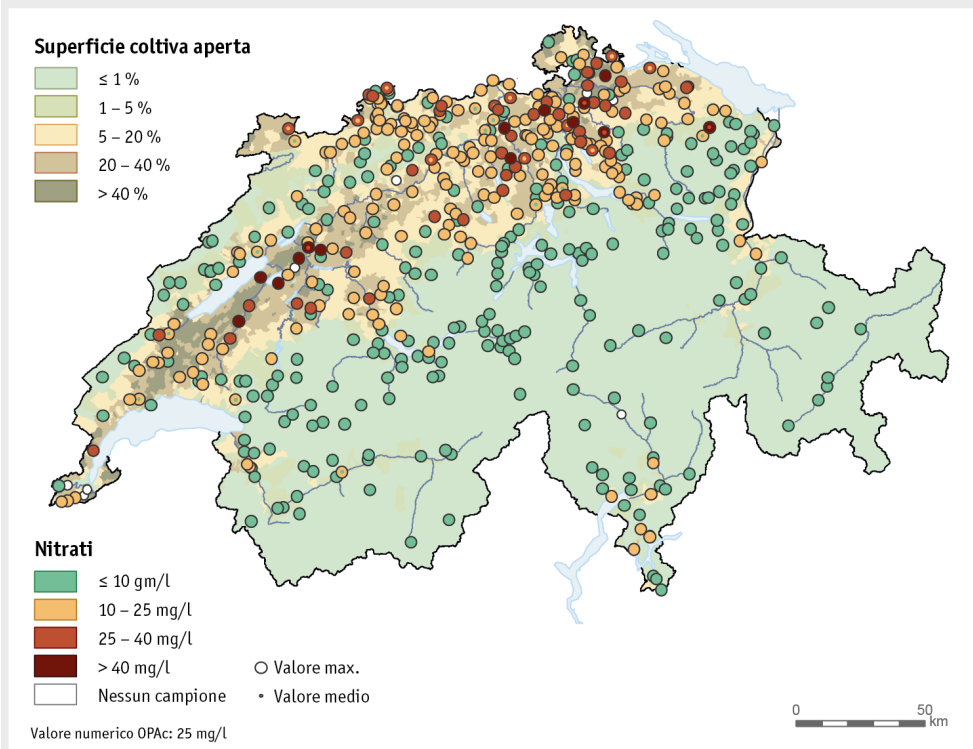 Superficie coltiva aperta
≤ 1 %
1 – 5 %
5 – 20 %
20 – 40 %
> 40 %
Nitrati
≤ 10 gm/l
10 – 25 mg/l
25 – 40 mg/l
> 40 mg/l
Nessun campione
Valore max.
Valore medio
Valore numerico OPAc: 25 mg/l
0 50
km